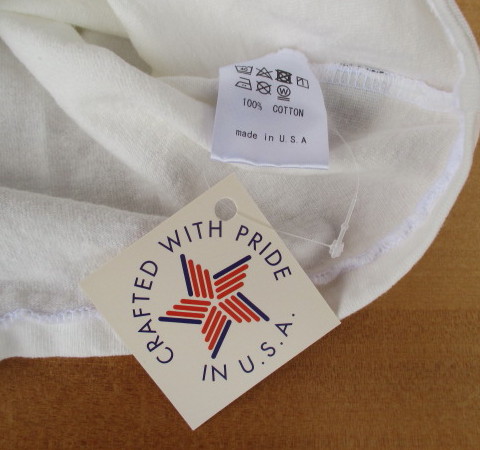 100% COTTON
made in U.S.A
CRAFTED WITH PRIDE
IN U.S.A.